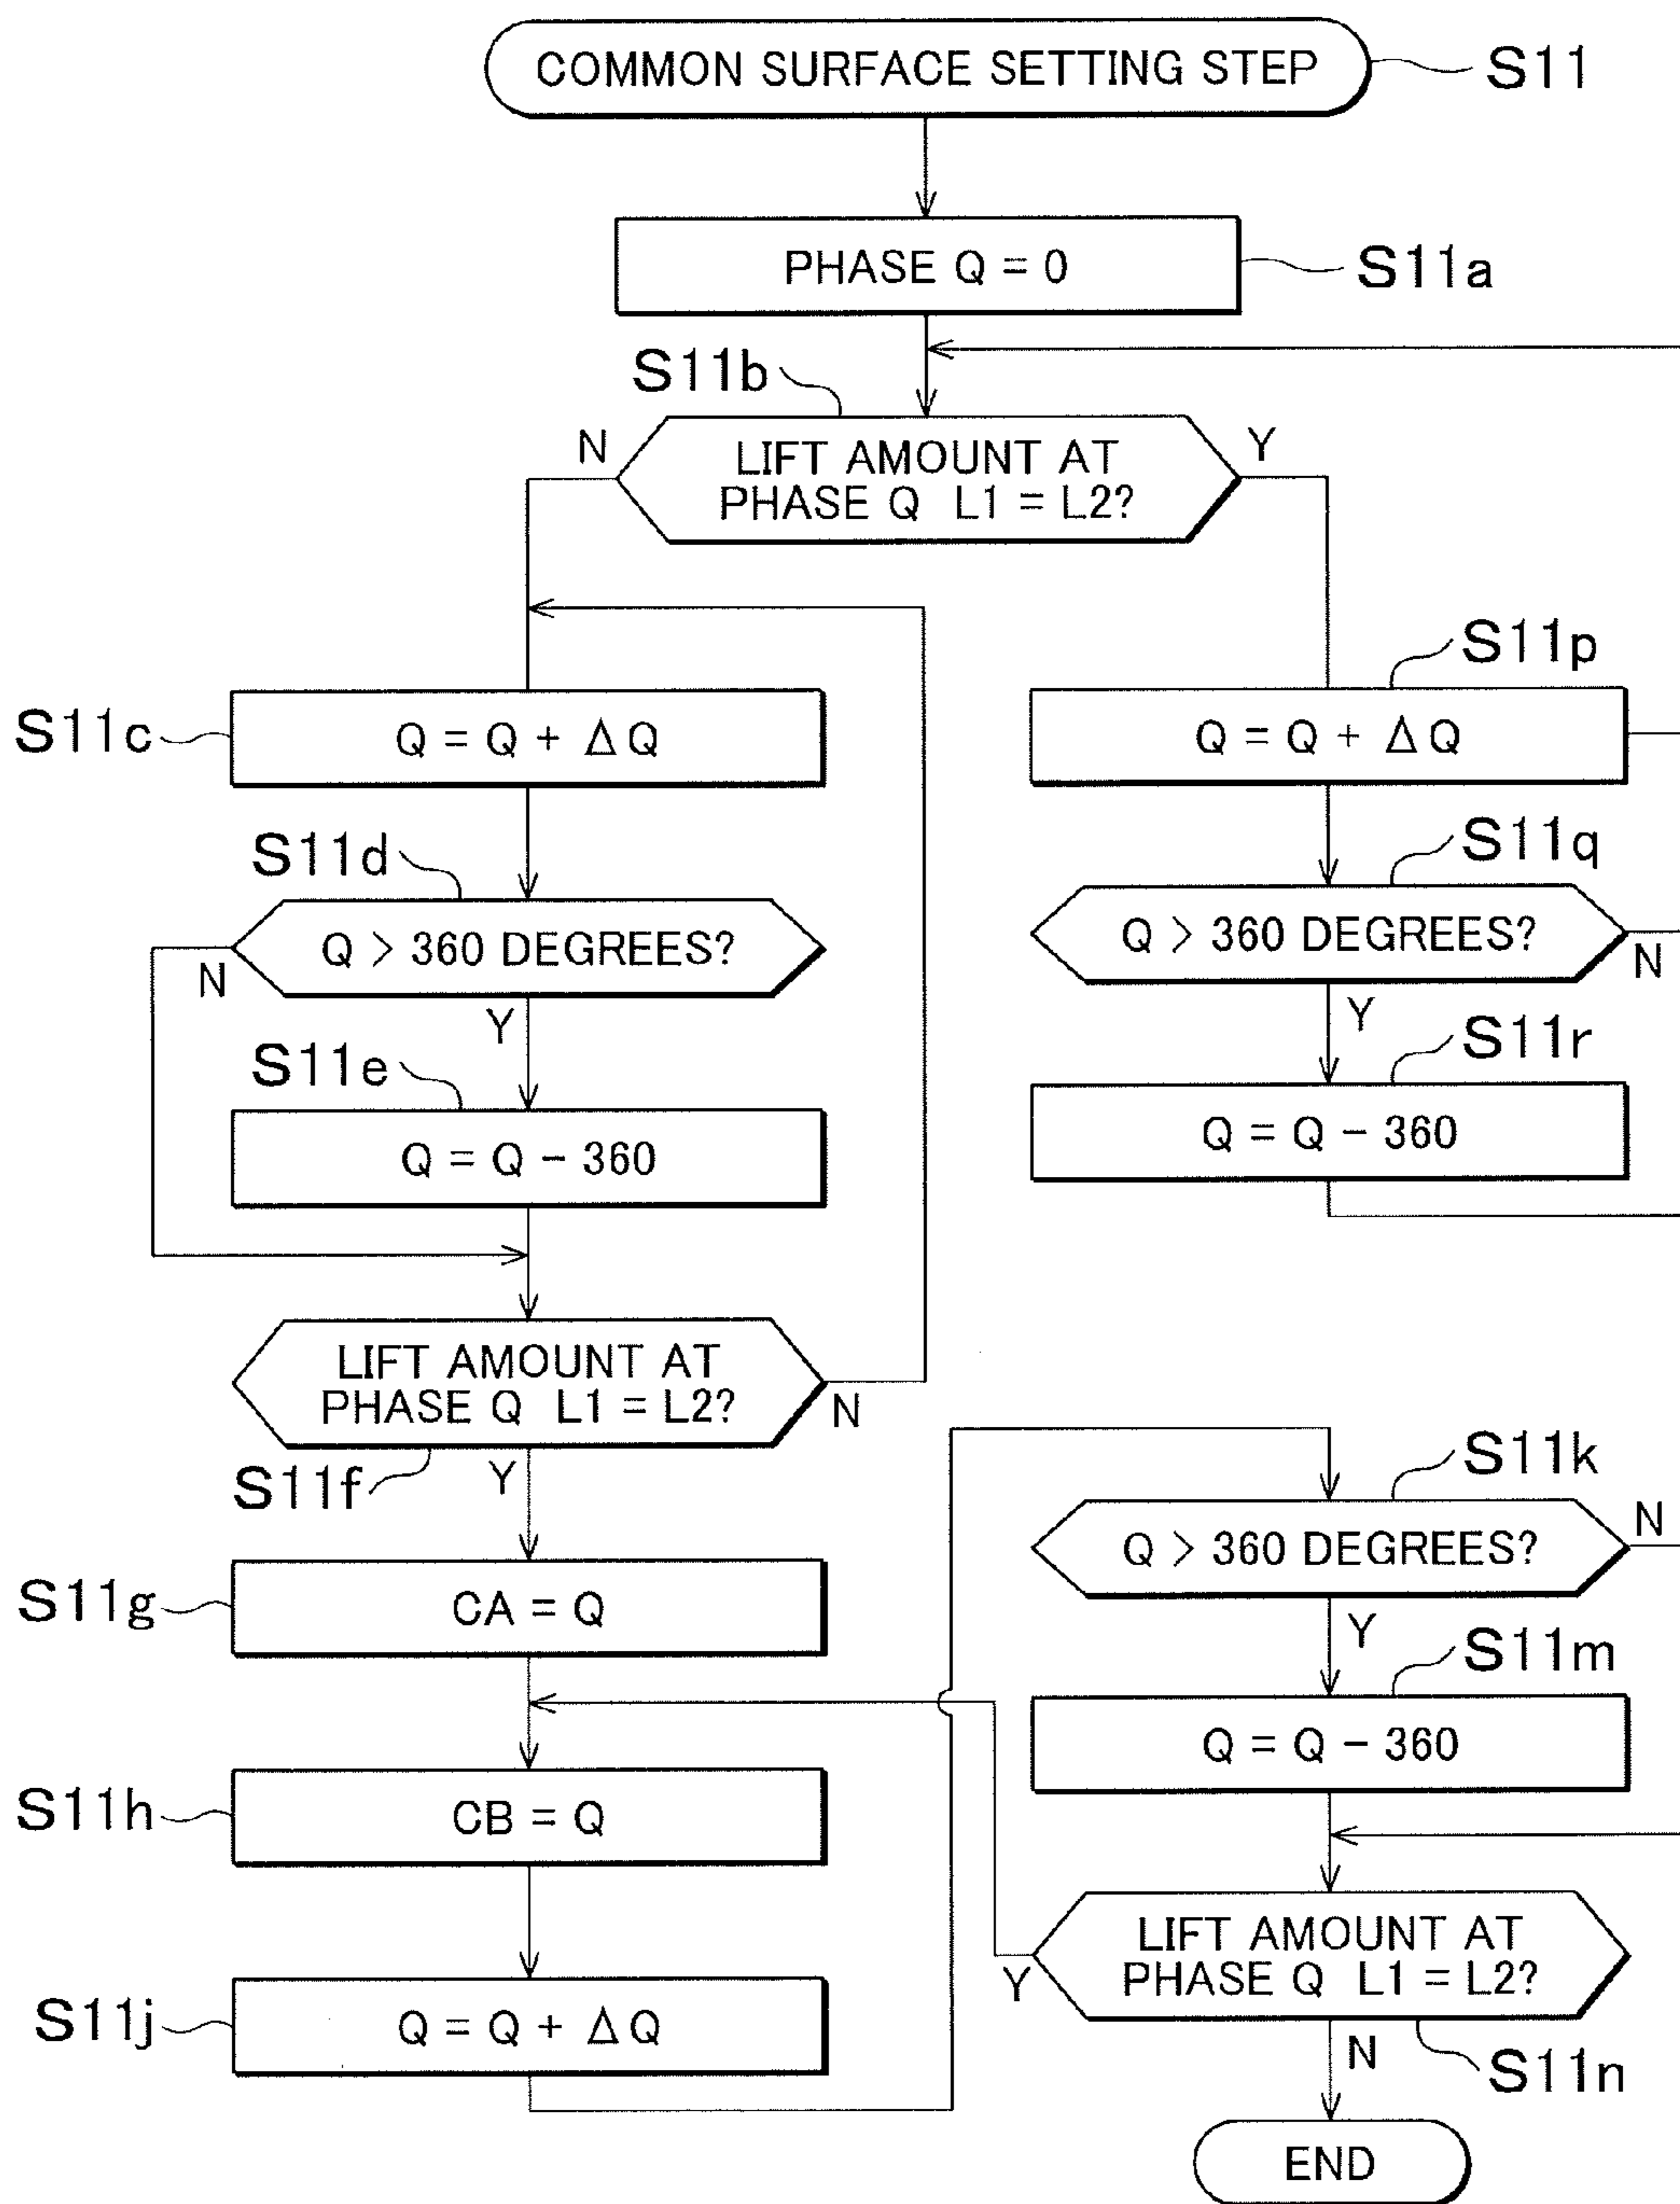 COMMON SURFACE SETTING STEP
S11
PHASE Q = 0
S11a
S11b
N
LIFT AMOUNT AT
PHASE Q L1 = L2?
Y
S11c
Q = Q + ΔQ
S11d
Q > 360 DEGREES?
N
Y
S11e
Q = Q - 360
LIFT AMOUNT AT
PHASE Q L1 = L2?
N
S11f
Y
S11g
CA = Q
S11h
CB = Q
S11j
Q = Q + ΔQ
S11p
Q = Q + ΔQ
S11q
Q > 360 DEGREES?
N
Y
S11r
Q = Q - 360
S11k
Q > 360 DEGREES?
N
Y
S11m
Q = Q - 360
LIFT AMOUNT AT
PHASE Q L1 = L2?
Y
N
S11n
END